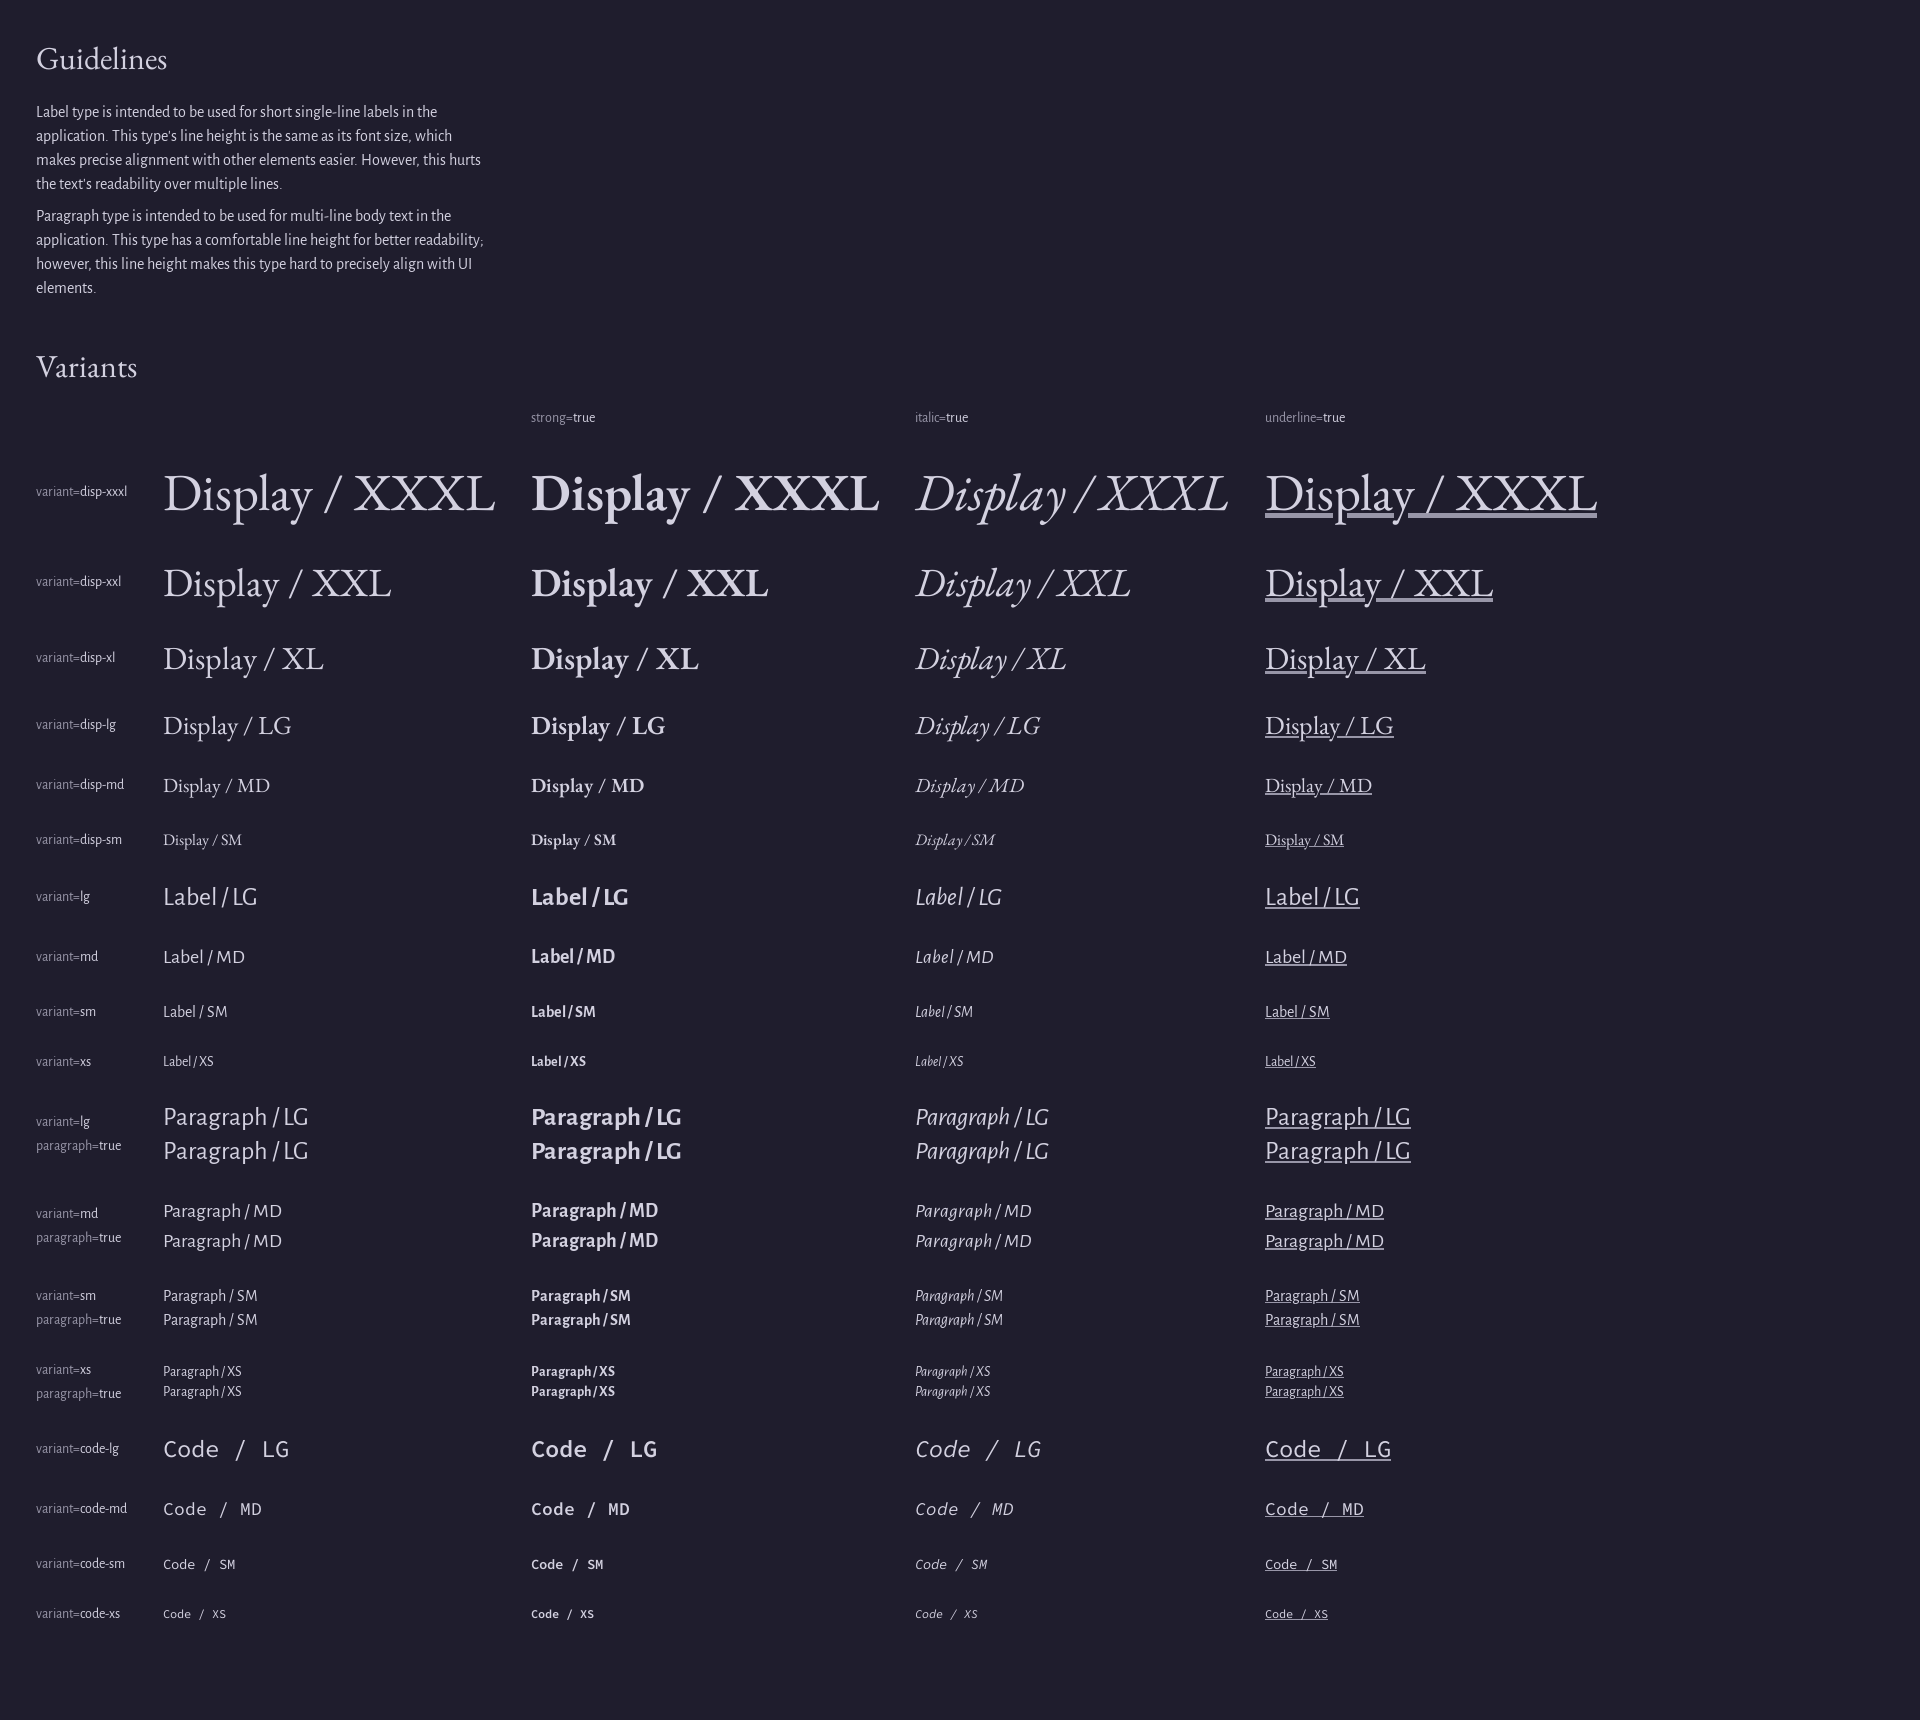 Guidelines
Label type is intended to be used for short single-line labels in the
application. This type's line height is the same as its font size, which
makes precise alignment with other elements easier. However, this hurts
the text's readability over multiple lines.
Paragraph type is intended to be used for multi-line body text in the
application. This type has a comfortable line height for better readability;
however, this line height makes this type hard to precisely align with UI
elements.
Variants
strong=true italic=true underline=true
variant=disp-xxxl Display / XXXL Display / XXXL Display / XXXL Display / XXXL
variant=disp-xxl Display / XXL Display / XXL Display / XXL Display / XXL
variant=disp-xl Display / XL Display / XL Display / XL Display / XL
variant=disp-lg Display / LG Display / LG Display / LG Display / LG
variant=disp-md Display / MD Display / MD Display / MD Display / MD
variant=disp-sm Display / SM Display / SM Display / SM Display / SM
variant=lg Label / LG Label / LG Label / LG Label / LG
variant=md Label / MD Label / MD Label / MD Label / MD
variant=sm Label / SM Label / SM Label / SM Label / SM
variant=xs Label / XS Label / XS Label / XS Label / XS
variant=lg Paragraph / LG Paragraph / LG Paragraph / LG Paragraph / LG
paragraph=true Paragraph / LG Paragraph / LG Paragraph / LG Paragraph / LG
variant=md Paragraph / MD Paragraph / MD Paragraph / MD Paragraph / MD
paragraph=true Paragraph / MD Paragraph / MD Paragraph / MD Paragraph / MD
variant=sm Paragraph / SM Paragraph / SM Paragraph / SM Paragraph / SM
paragraph=true Paragraph / SM Paragraph / SM Paragraph / SM Paragraph / SM
variant=xs Paragraph / XS Paragraph / XS Paragraph / XS Paragraph / XS
paragraph=true Paragraph / XS Paragraph / XS Paragraph / XS Paragraph / XS
variant=code-lg Code / LG Code / LG Code / LG Code / LG
variant=code-md Code / MD Code / MD Code / MD Code / MD
variant=code-sm Code / SM Code / SM Code / SM Code / SM
variant=code-xs Code / XS Code / XS Code / XS Code / XS